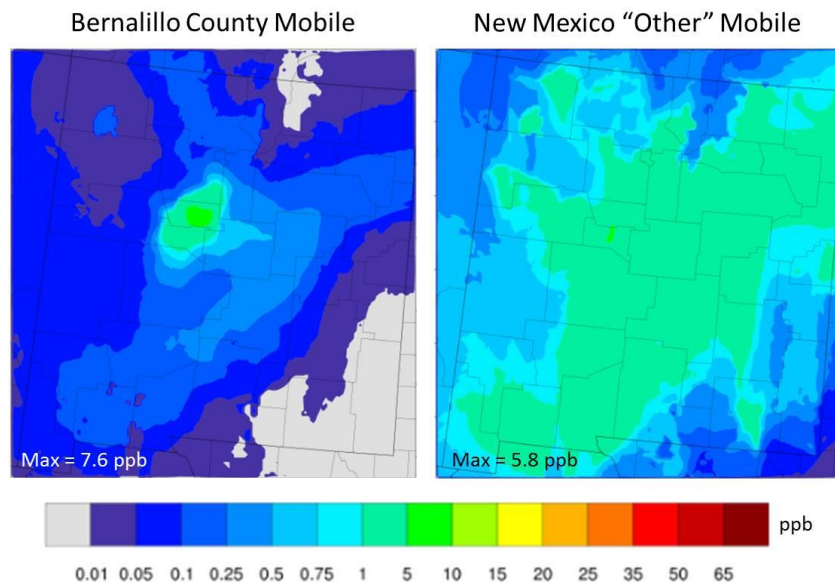 Bernalillo County Mobile
New Mexico “Other” Mobile
Max = 7.6 ppb
Max = 5.8 ppb
ppb
0.01 0.05 0.1 0.25 0.5 0.75 1 5 10 15 20 25 35 50 65